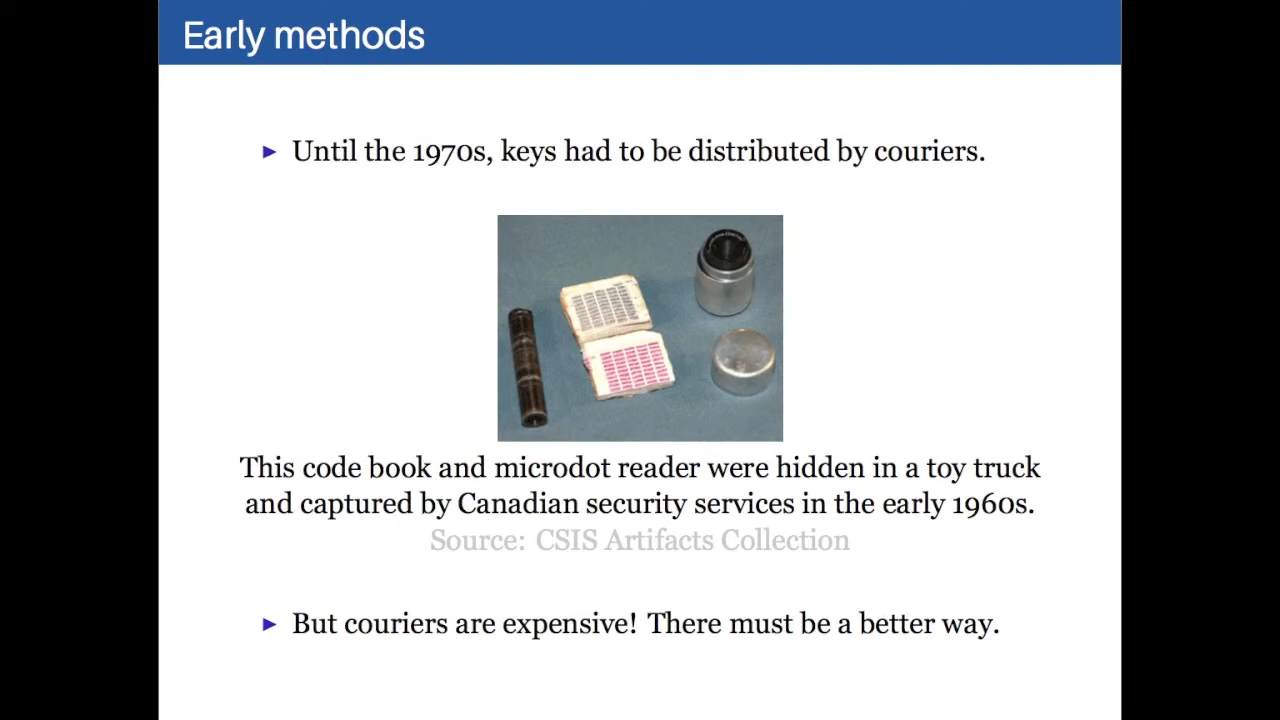 Early methods
► Until the 1970s, keys had to be distributed by couriers.
This code book and microdot reader were hidden in a toy truck
and captured by Canadian security services in the early 1960s.
Source: CSIS Artifacts Collection
► But couriers are expensive! There must be a better way.